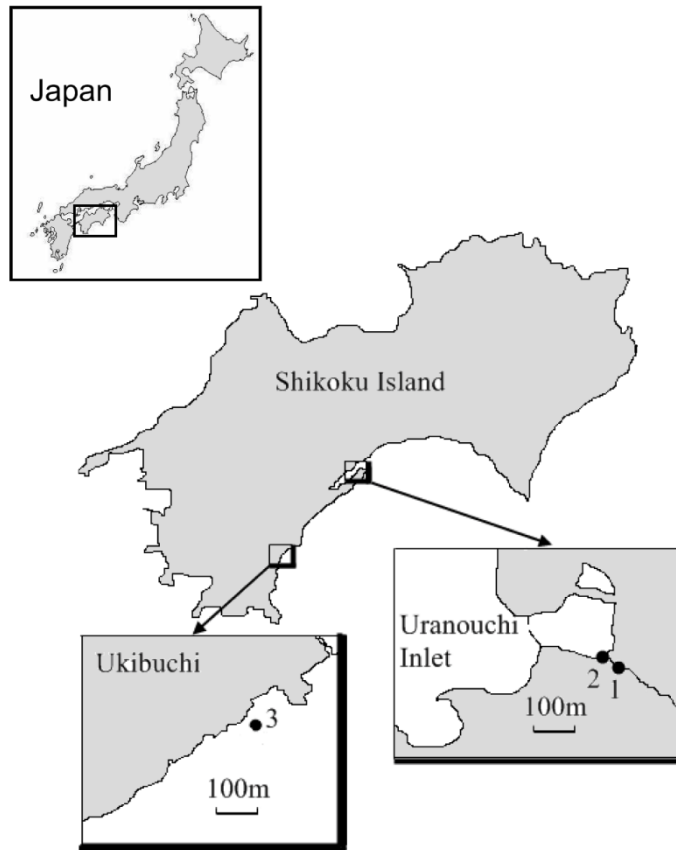 Japan
Shikoku Island
Ukibuchi
3
100m
Uranouchi
Inlet
2
1
100m